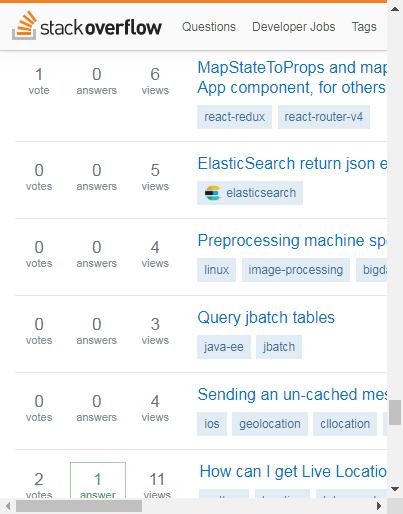 stackoverflow Questions Developer Jobs Tags
1 0 6 MapStateToProps and map
vote answers views App component, for others
react-redux react-router-v4
0 0 5 ElasticSearch return json e
votes answers views elasticsearch
0 0 4 Preprocessing machine spe
votes answers views linux image-processing bigda
0 0 3 Query jbatch tables
votes answers views java-ee jbatch
0 0 4 Sending an un-cached mes
votes answers views ios geolocation cllocation
2 1 11 How can I get Live Locatio
votes answer views